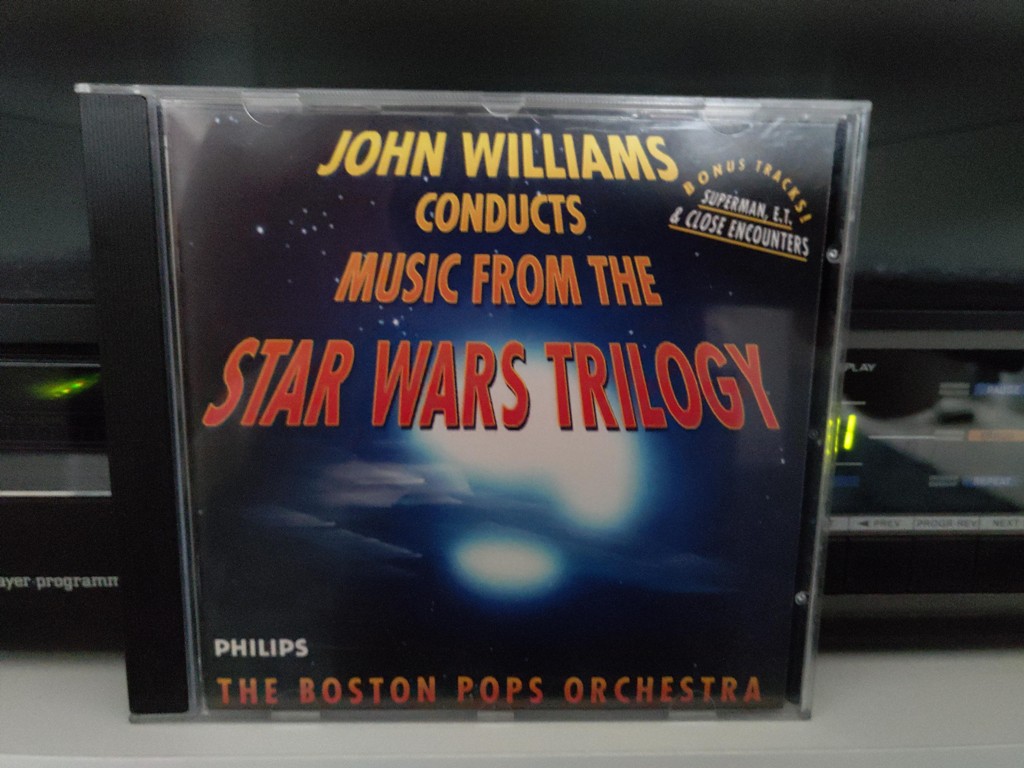 JOHN WILLIAMS
CONDUCTS
MUSIC FROM THE
STAR WARS TRILOGY
BONUS TRACKS!
SUPERMAN, E.T.
& CLOSE ENCOUNTERS
PHILIPS
THE BOSTON POPS ORCHESTRA
ayer programm
PLAY
PAUSE
REPEAT
◄ PREV PROGR REV NEXT